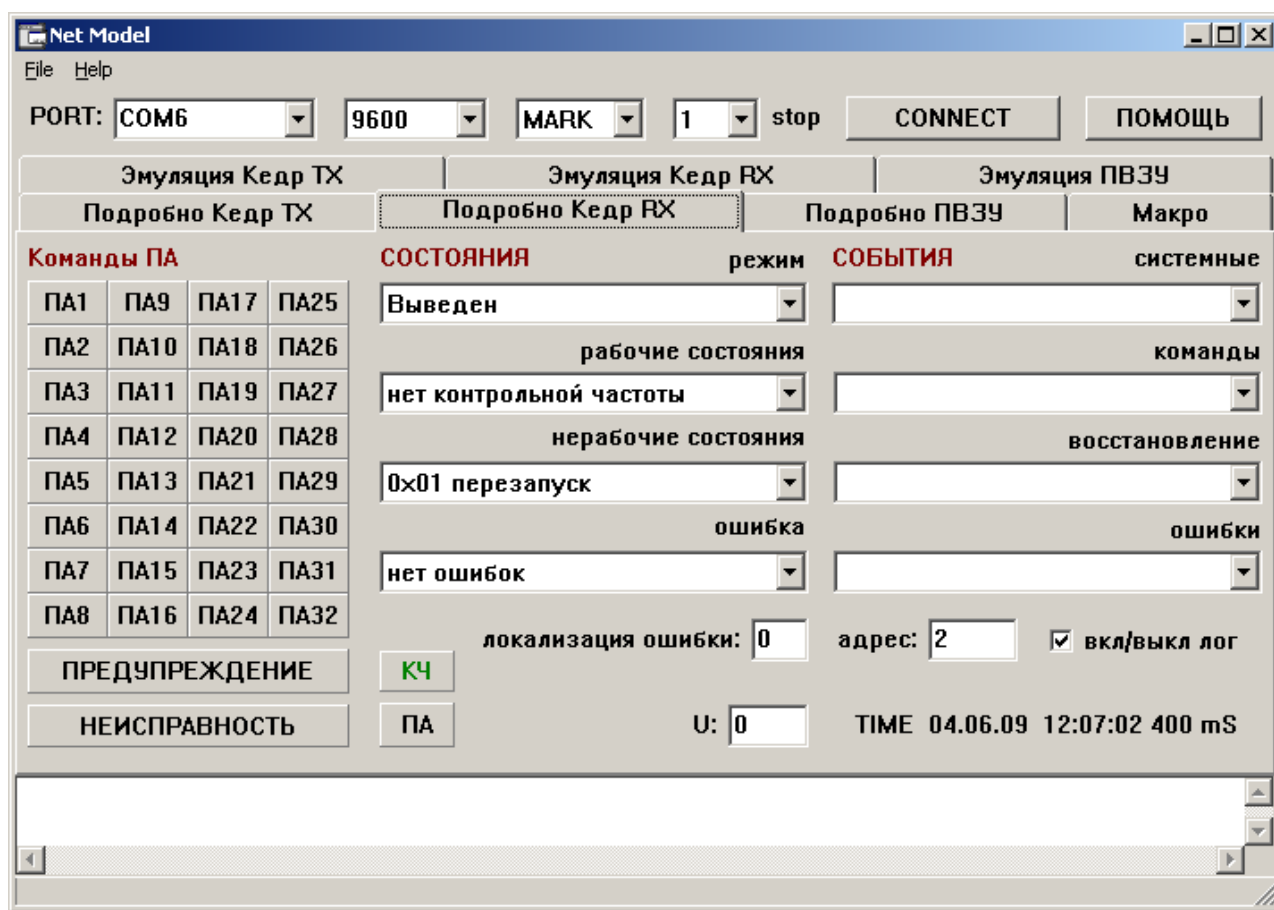 Net Model
File Help
PORT: COM6 9600 MARK 1 stop CONNECT ПОМОЩЬ
Эмуляция Кедр TX Эмуляция Кедр RX Эмуляция ПВЗУ
Подробно Кедр TX Подробно Кедр RX Подробно ПВЗУ Макро
Команды ПА СОСТОЯНИЯ режим СОБЫТИЯ системные
ПА1 ПА9 ПА17 ПА25 Выведен
ПА2 ПА10 ПА18 ПА26 рабочие состояния команды
ПА3 ПА11 ПА19 ПА27 нет контрольной частоты
ПА4 ПА12 ПА20 ПА28 нерабочие состояния восстановление
ПА5 ПА13 ПА21 ПА29 0x01 перезапуск
ПА6 ПА14 ПА22 ПА30 ошибка ошибки
ПА7 ПА15 ПА23 ПА31 нет ошибок
ПА8 ПА16 ПА24 ПА32
локализация ошибки: 0 адрес: 2 вкл/выкл лог
ПРЕДУПРЕЖДЕНИЕ КЧ
НЕИСПРАВНОСТЬ ПА U: 0 TIME 04.06.09 12:07:02 400 mS